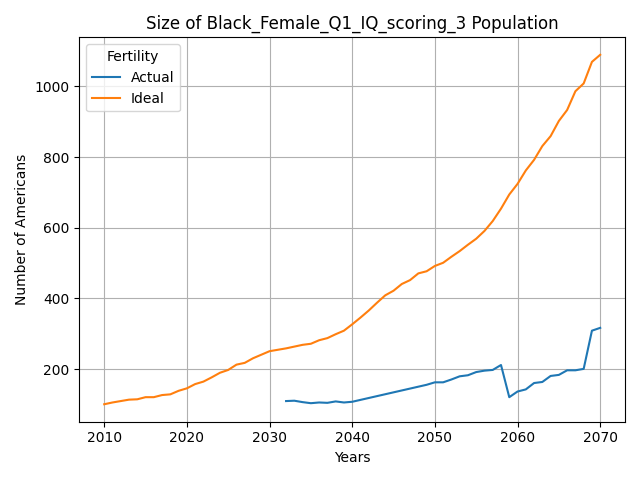 Size of Black_Female_Q1_IQ_scoring_3 Population
Fertility
Actual
Ideal
Number of Americans
1000
800
600
400
200
2010 2020 2030 2040 2050 2060 2070
Years